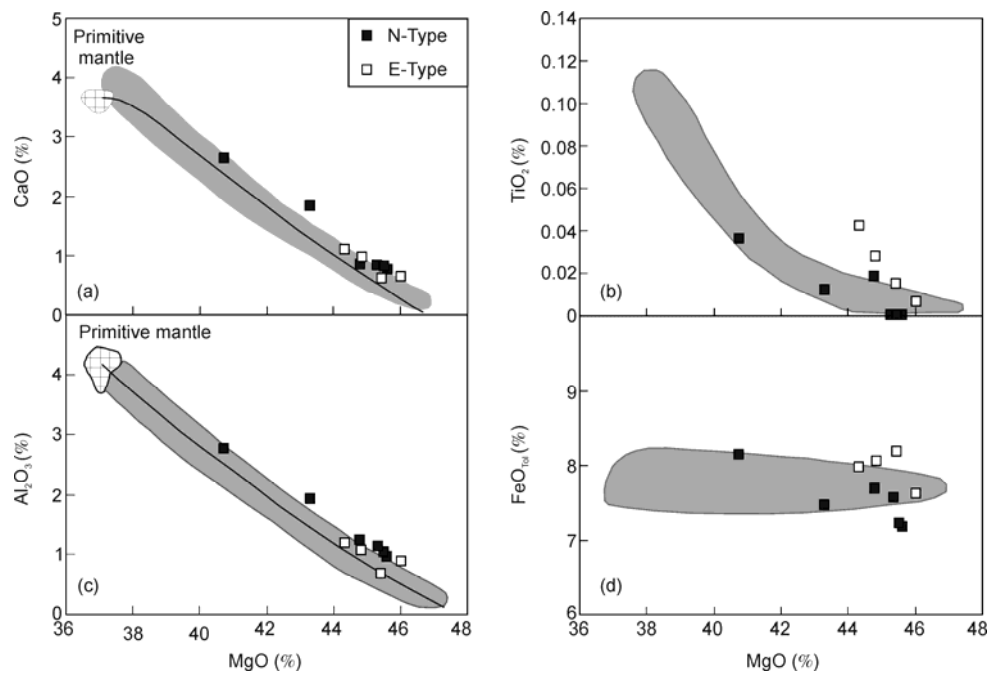 Primitive
mantle
N-Type
E-Type
5
4
3
2
1
0
CaO (%)
(a)
0.14
0.12
0.10
0.08
0.06
0.04
0.02
0
TiO₂ (%)
(b)
Primitive mantle
4
3
2
1
0
Al₂O₃ (%)
(c)
36 38 40 42 44 46 48
MgO (%)
9
8
7
6
FeO_Tol (%)
(d)
36 38 40 42 44 46 48
MgO (%)